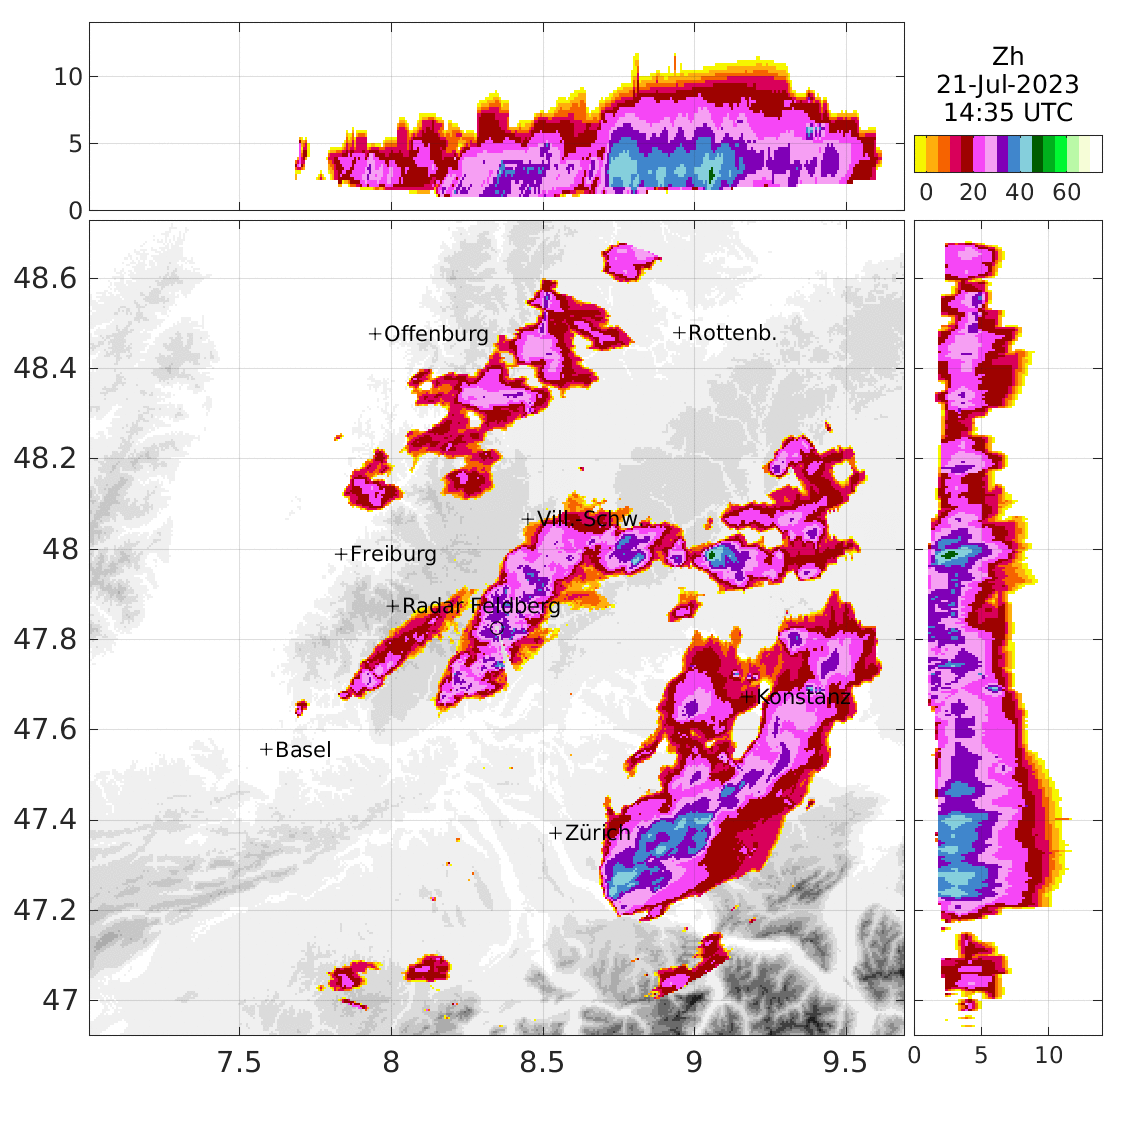 10
5
0
Zh
21-Jul-2023
14:35 UTC
0 20 40 60
48.6
48.4
48.2
48
47.8
47.6
47.4
47.2
47
+Offenburg
+Rottenb.
+Vill.-Schw.
+Freiburg
+Radar Feldberg
+Konstanz
+Basel
+Zürich
7.5 8 8.5 9 9.5
0 5 10